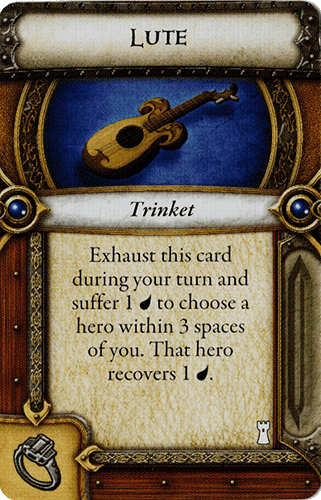 LUTE
Trinket
Exhaust this card
during your turn and
suffer 1 to choose a
hero within 3 spaces
of you. That hero
recovers 1 .